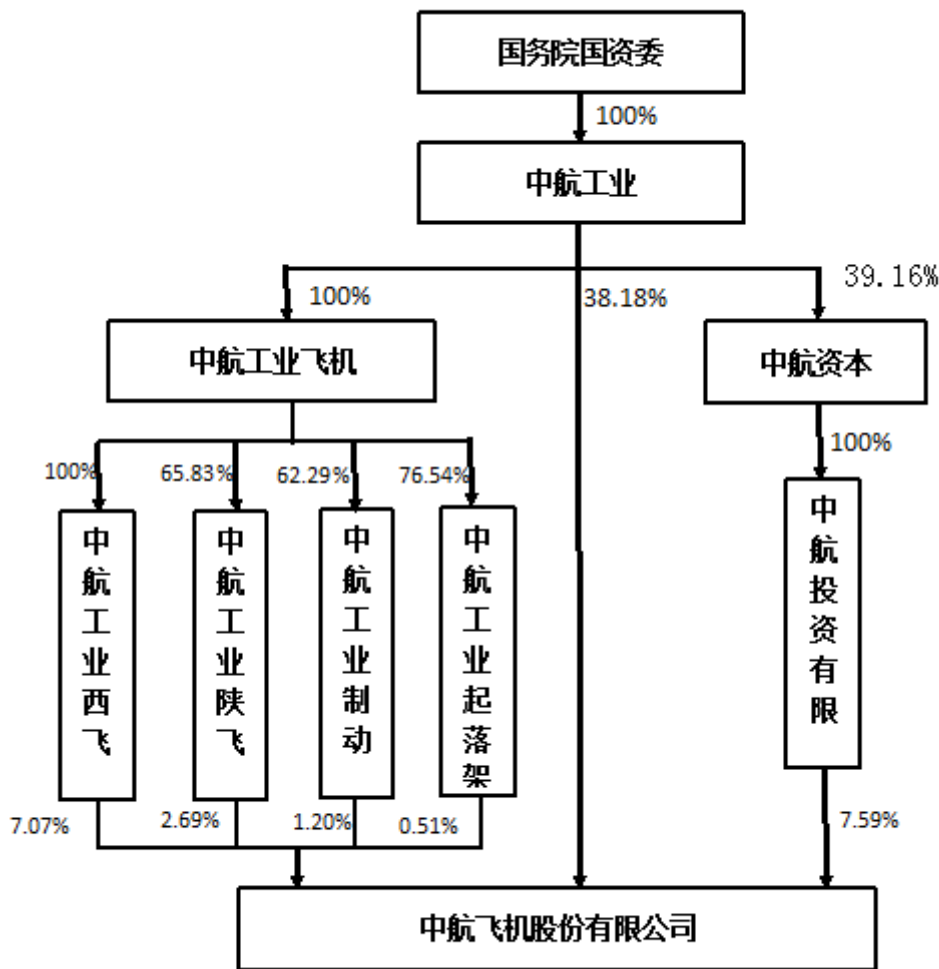 国务院国资委
100%
中航工业
39.16%
100%
38.18%
中航工业飞机
中航资本
100%
65.83%
62.29%
76.54%
100%
中航工业西飞
中航工业陕飞
中航工业制动
中航工业起落架
中航投资有限
7.07%
2.69%
1.20%
0.51%
7.59%
中航飞机股份有限公司